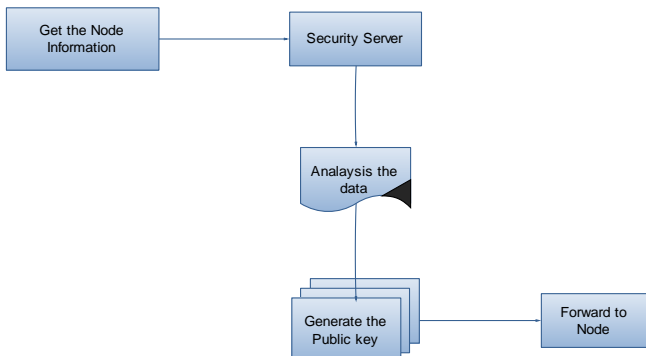 Get the Node
Information
Security Server
Analaysis the
data
Generate the
Public key
Forward to
Node